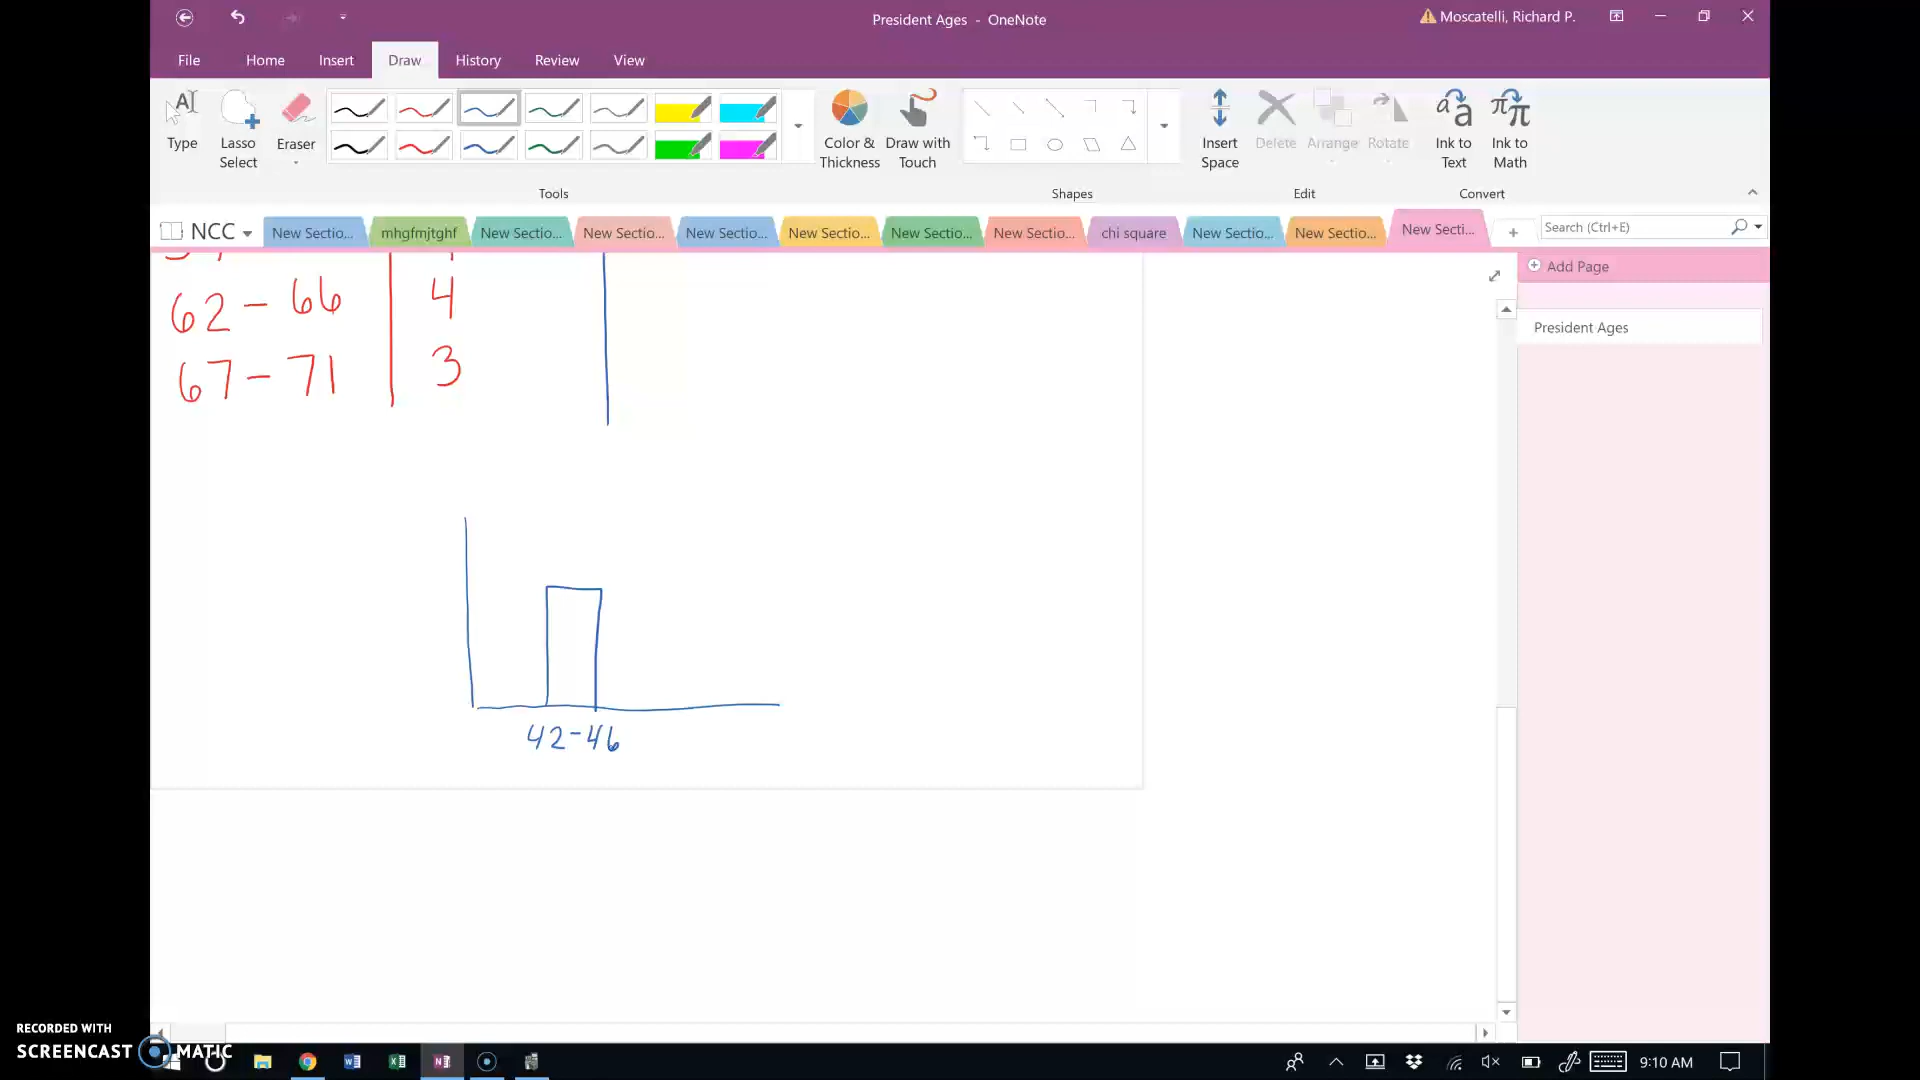 President Ages - OneNote
Moscatelli, Richard P.
File Home Insert Draw History Review View
Type
Lasso Select
Eraser
Color & Thickness
Draw with Touch
Insert Space
Delete
Arrange
Rotate
Ink to Text
Ink to Math
Tools
Shapes
Edit
Convert
NCC
New Sectio...
mhgfmjtghf
New Sectio...
New Sectio...
New Sectio...
New Sectio...
New Sectio...
New Sectio...
chi square
New Sectio...
New Sectio...
New Secti...
Search (Ctrl+E)
Add Page
President Ages
62 - 66 4
67 - 71 3
42-46
RECORDED WITH
SCREENCAST MATIC
9:10 AM